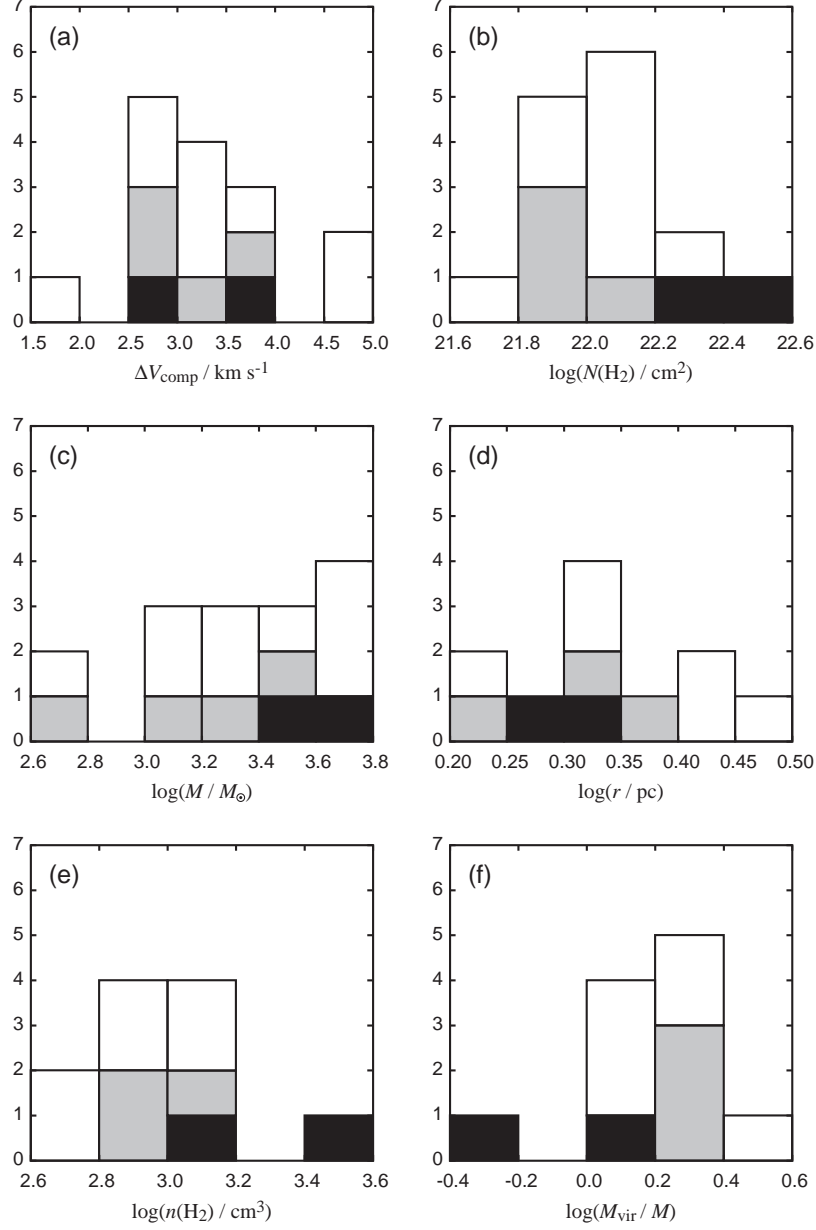 7 7
6 (a) 6 (b)
5 5
4 4
3 3
2 2
1 1
0 0
1.5 2.0 2.5 3.0 3.5 4.0 4.5 5.0 21.6 21.8 22.0 22.2 22.4 22.6
ΔVcomp / km s-1 log(N(H2) / cm2)
7 7
6 (c) 6 (d)
5 5
4 4
3 3
2 2
1 1
0 0
2.6 2.8 3.0 3.2 3.4 3.6 3.8 0.20 0.25 0.30 0.35 0.40 0.45 0.50
log(M / M⊙) log(r / pc)
7 7
6 (e) 6 (f)
5 5
4 4
3 3
2 2
1 1
0 0
2.6 2.8 3.0 3.2 3.4 3.6 -0.4 -0.2 0.0 0.2 0.4 0.6
log(n(H2) / cm3) log(Mvir / M)